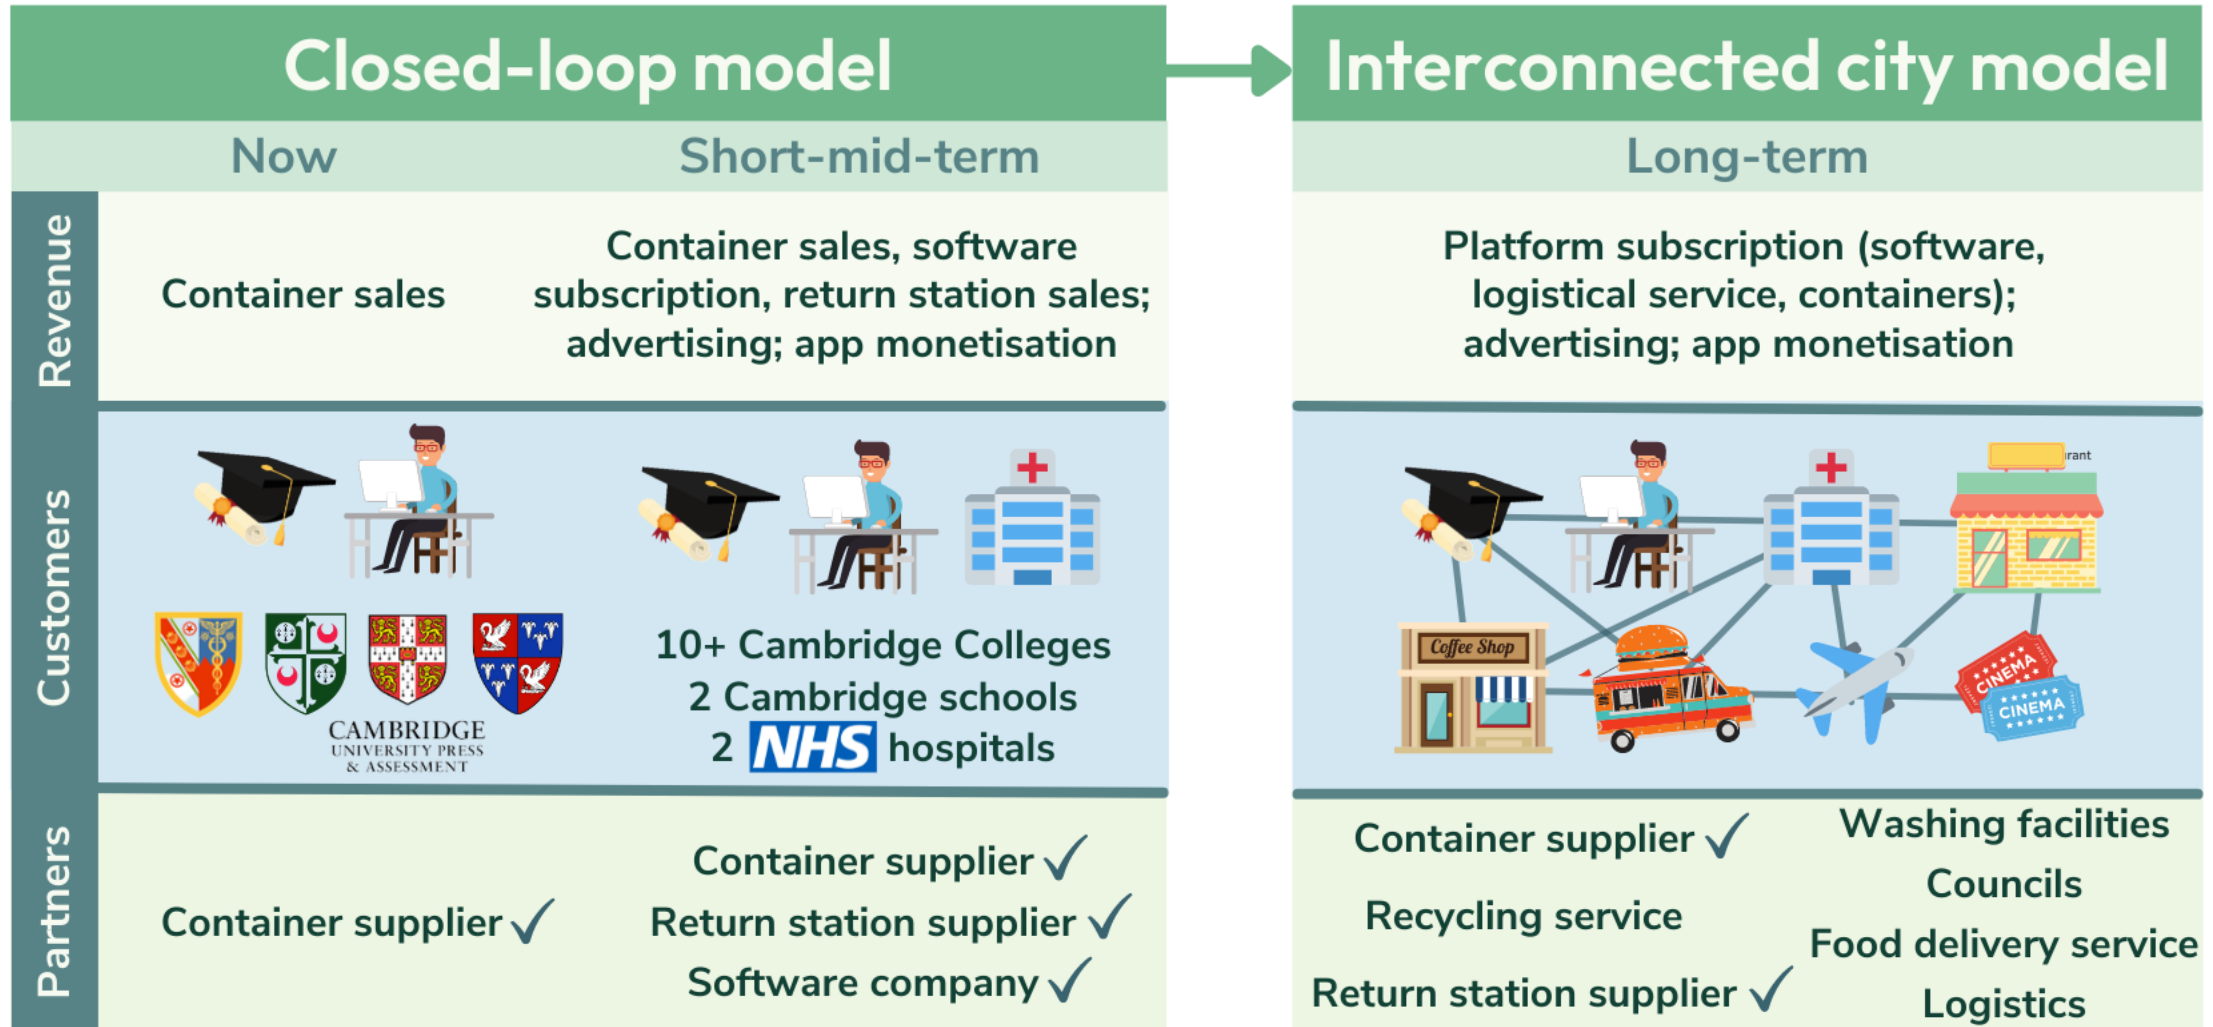 Closed-loop model
Interconnected city model
Now
Short-mid-term
Long-term
Revenue
Container sales
Container sales, software
subscription, return station sales;
advertising; app monetisation
Platform subscription (software,
logistical service, containers);
advertising; app monetisation
Customers
CAMBRIDGE
UNIVERSITY PRESS
& ASSESSMENT
10+ Cambridge Colleges
2 Cambridge schools
2 NHS hospitals
rant
Coffee Shop
CINEMA
CINEMA
Partners
Container supplier ✓
Container supplier ✓
Return station supplier ✓
Software company ✓
Container supplier ✓
Recycling service
Return station supplier ✓
Washing facilities
Councils
Food delivery service
Logistics